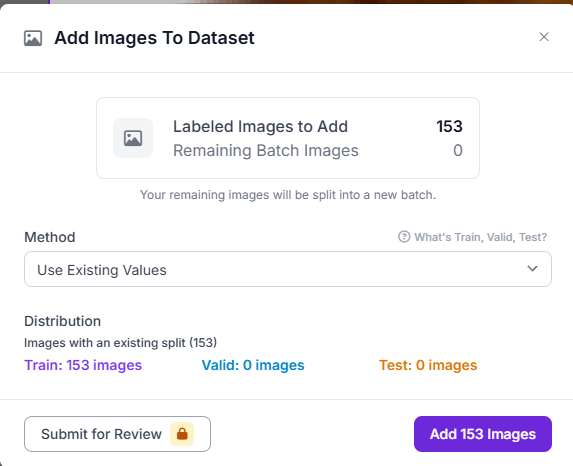 Add Images To Dataset
Labeled Images to Add 153
Remaining Batch Images 0
Your remaining images will be split into a new batch.
Method What's Train, Valid, Test?
Use Existing Values
Distribution
Images with an existing split (153)
Train: 153 images Valid: 0 images Test: 0 images
Submit for Review Add 153 Images